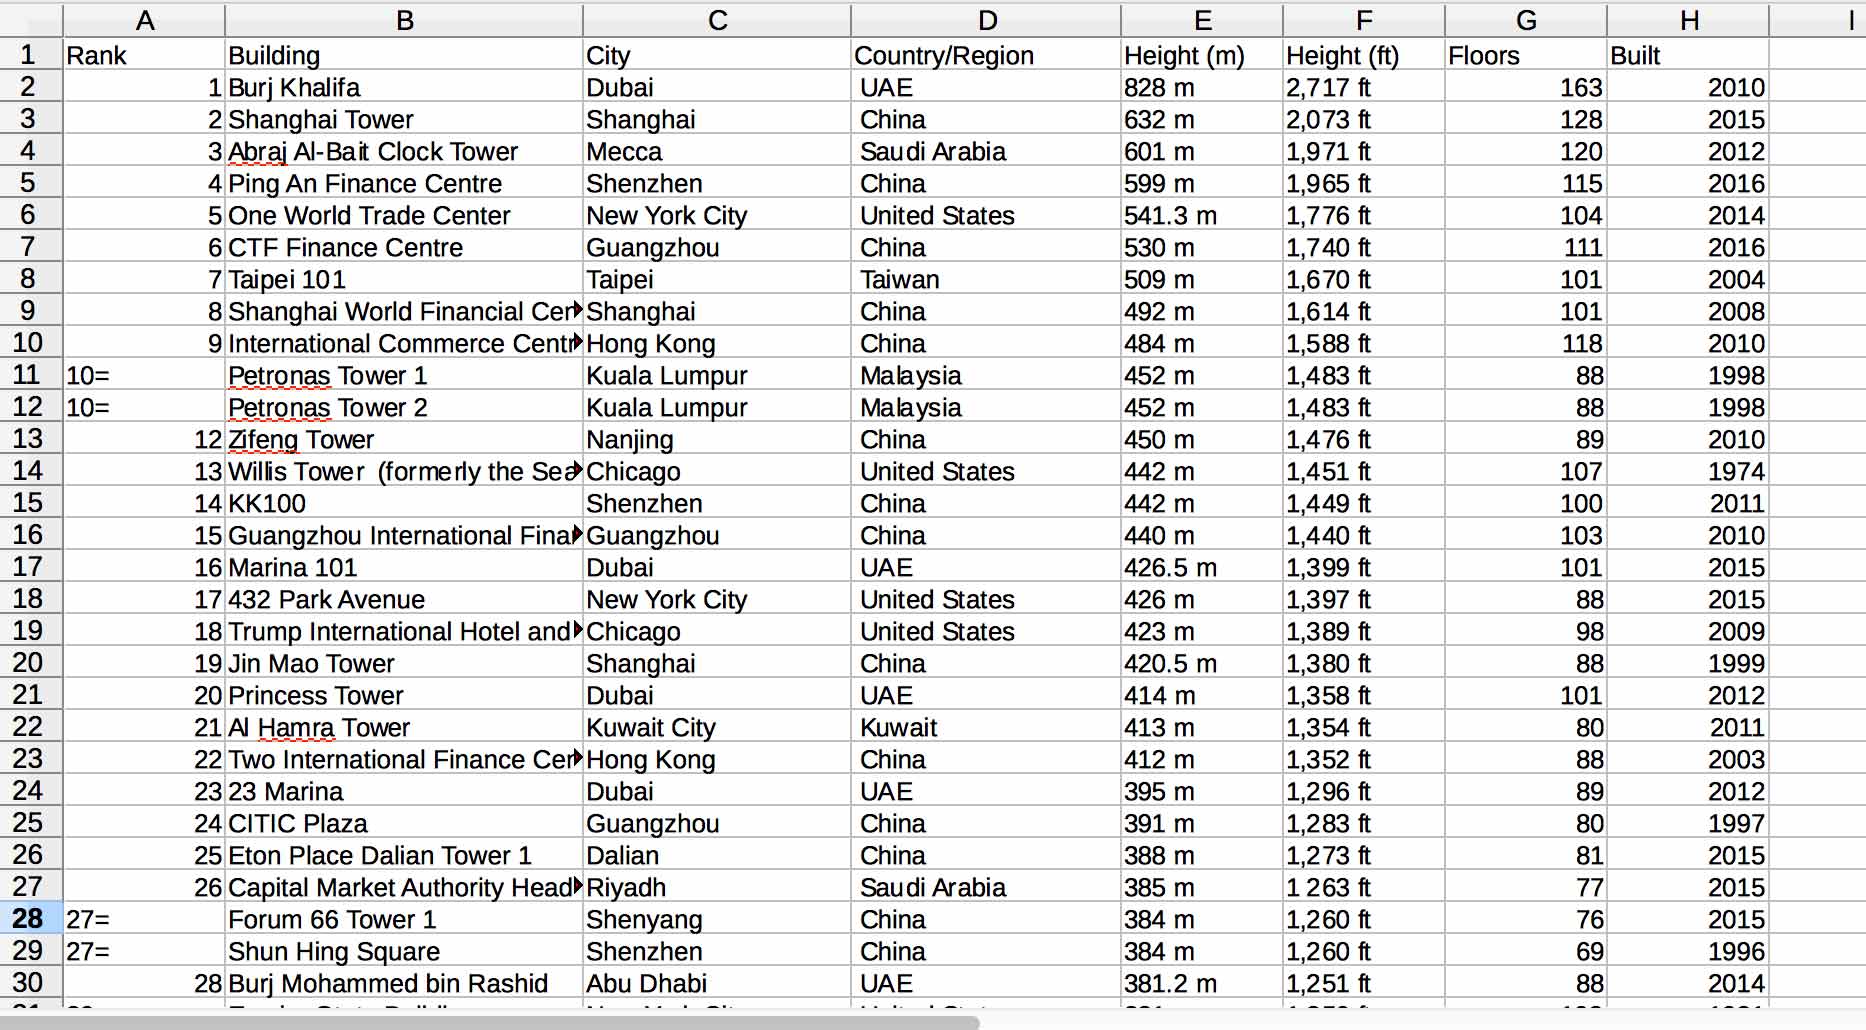 A B C D E F G H I
1 Rank Building City Country/Region Height (m) Height (ft) Floors Built
2 1 Burj Khalifa Dubai UAE 828 m 2,717 ft 163 2010
3 2 Shanghai Tower Shanghai China 632 m 2,073 ft 128 2015
4 3 Abraj Al-Bait Clock Tower Mecca Saudi Arabia 601 m 1,971 ft 120 2012
5 4 Ping An Finance Centre Shenzhen China 599 m 1,965 ft 115 2016
6 5 One World Trade Center New York City United States 541.3 m 1,776 ft 104 2014
7 6 CTF Finance Centre Guangzhou China 530 m 1,740 ft 111 2016
8 7 Taipei 101 Taipei Taiwan 509 m 1,670 ft 101 2004
9 8 Shanghai World Financial Cen Shanghai China 492 m 1,614 ft 101 2008
10 9 International Commerce Centr Hong Kong China 484 m 1,588 ft 118 2010
11 10= Petronas Tower 1 Kuala Lumpur Malaysia 452 m 1,483 ft 88 1998
12 10= Petronas Tower 2 Kuala Lumpur Malaysia 452 m 1,483 ft 88 1998
13 12 Zifeng Tower Nanjing China 450 m 1,476 ft 89 2010
14 13 Willis Tower (formerly the Sea Chicago United States 442 m 1,451 ft 107 1974
15 14 KK100 Shenzhen China 442 m 1,449 ft 100 2011
16 15 Guangzhou International Finan Guangzhou China 440 m 1,440 ft 103 2010
17 16 Marina 101 Dubai UAE 426.5 m 1,399 ft 101 2015
18 17 432 Park Avenue New York City United States 426 m 1,397 ft 88 2015
19 18 Trump International Hotel and Chicago United States 423 m 1,389 ft 98 2009
20 19 Jin Mao Tower Shanghai China 420.5 m 1,380 ft 88 1999
21 20 Princess Tower Dubai UAE 414 m 1,358 ft 101 2012
22 21 Al Hamra Tower Kuwait City Kuwait 413 m 1,354 ft 80 2011
23 22 Two International Finance Cen Hong Kong China 412 m 1,352 ft 88 2003
24 23 23 Marina Dubai UAE 395 m 1,296 ft 89 2012
25 24 CITIC Plaza Guangzhou China 391 m 1,283 ft 80 1997
26 25 Eton Place Dalian Tower 1 Dalian China 388 m 1,273 ft 81 2015
27 26 Capital Market Authority Head Riyadh Saudi Arabia 385 m 1 263 ft 77 2015
28 27= Forum 66 Tower 1 Shenyang China 384 m 1,260 ft 76 2015
29 27= Shun Hing Square Shenzhen China 384 m 1,260 ft 69 1996
30 28 Burj Mohammed bin Rashid Abu Dhabi UAE 381.2 m 1,251 ft 88 2014